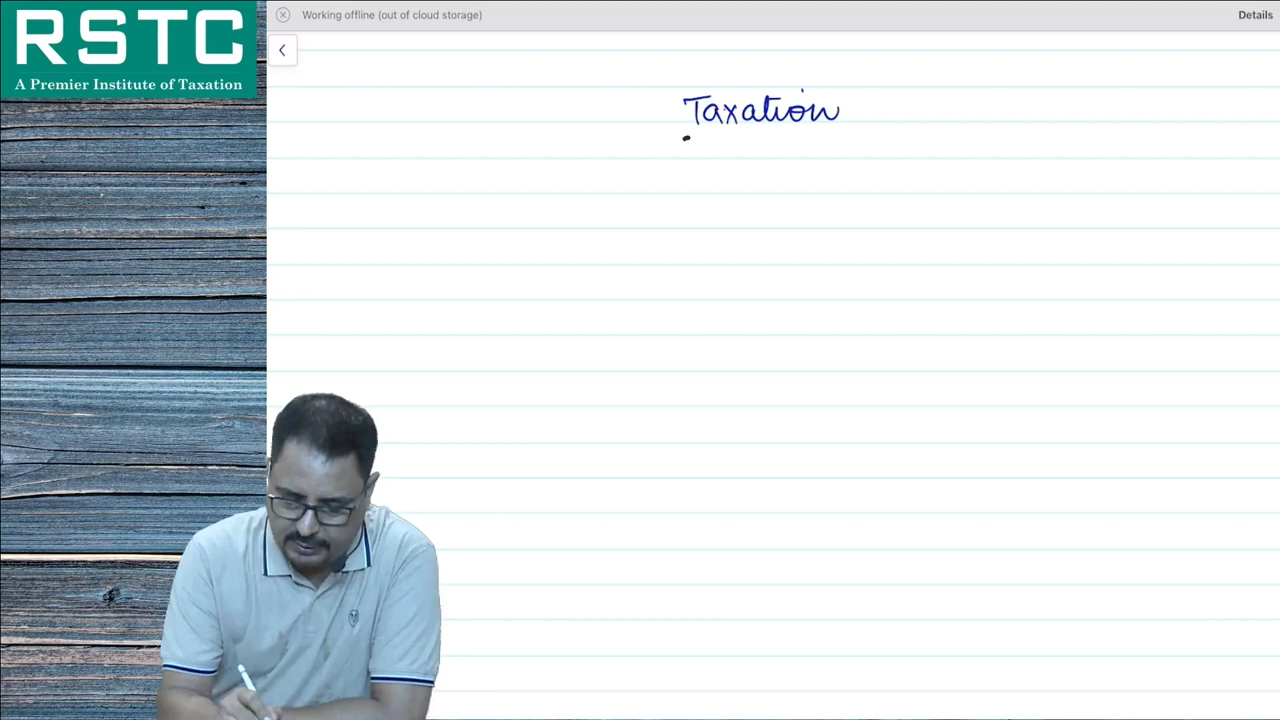 RSTC
A Premier Institute of Taxation
Working offline (out of cloud storage)
Details
Taxation